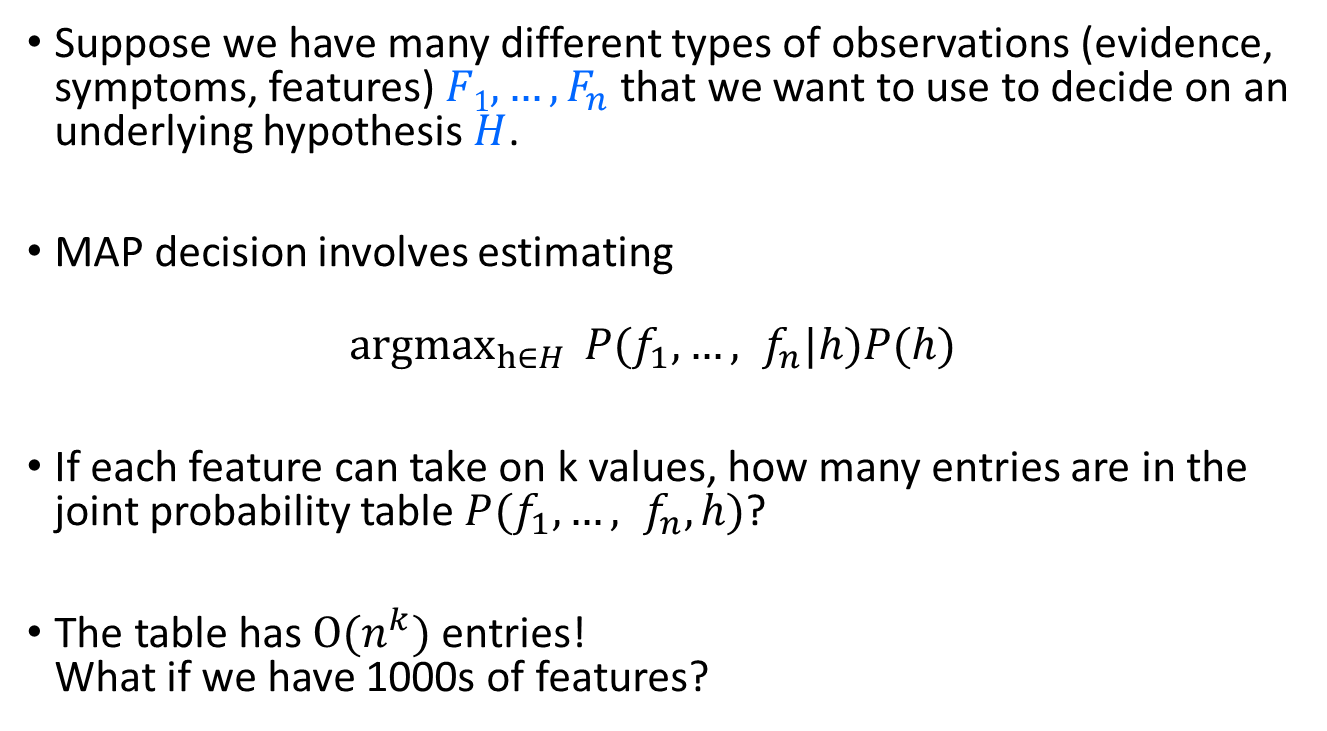 • Suppose we have many different types of observations (evidence,
symptoms, features) F₁, … , Fₙ that we want to use to decide on an
underlying hypothesis H.
• MAP decision involves estimating
argmax_{h∈H} P(f₁, … , fₙ|h)P(h)
• If each feature can take on k values, how many entries are in the
joint probability table P(f₁, … , fₙ, h)?
• The table has O(nᵏ) entries!
What if we have 1000s of features?